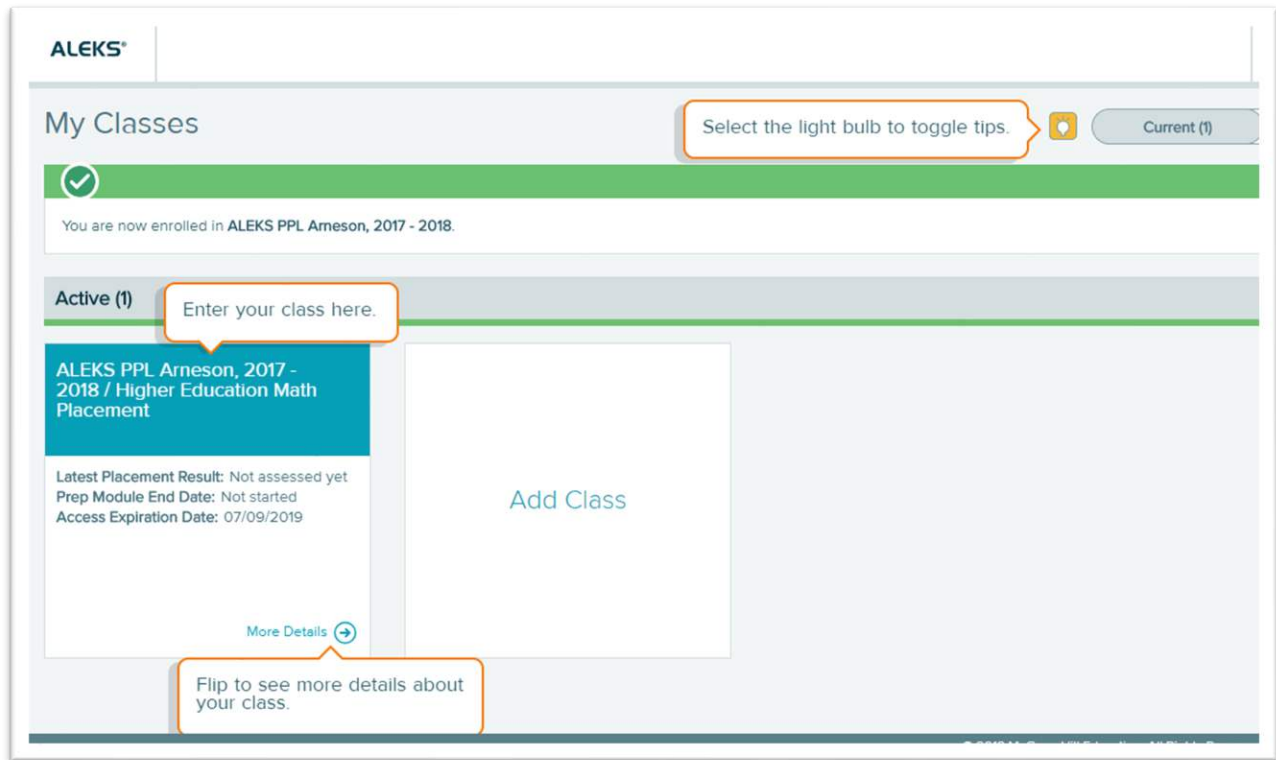 ALEKS®
My Classes
Select the light bulb to toggle tips.
Current (1)
You are now enrolled in ALEKS PPL Arneson, 2017 - 2018.
Active (1)
Enter your class here.
ALEKS PPL Arneson, 2017 -
2018 / Higher Education Math
Placement
Latest Placement Result: Not assessed yet
Prep Module End Date: Not started
Access Expiration Date: 07/09/2019
Add Class
More Details
Flip to see more details about
your class.